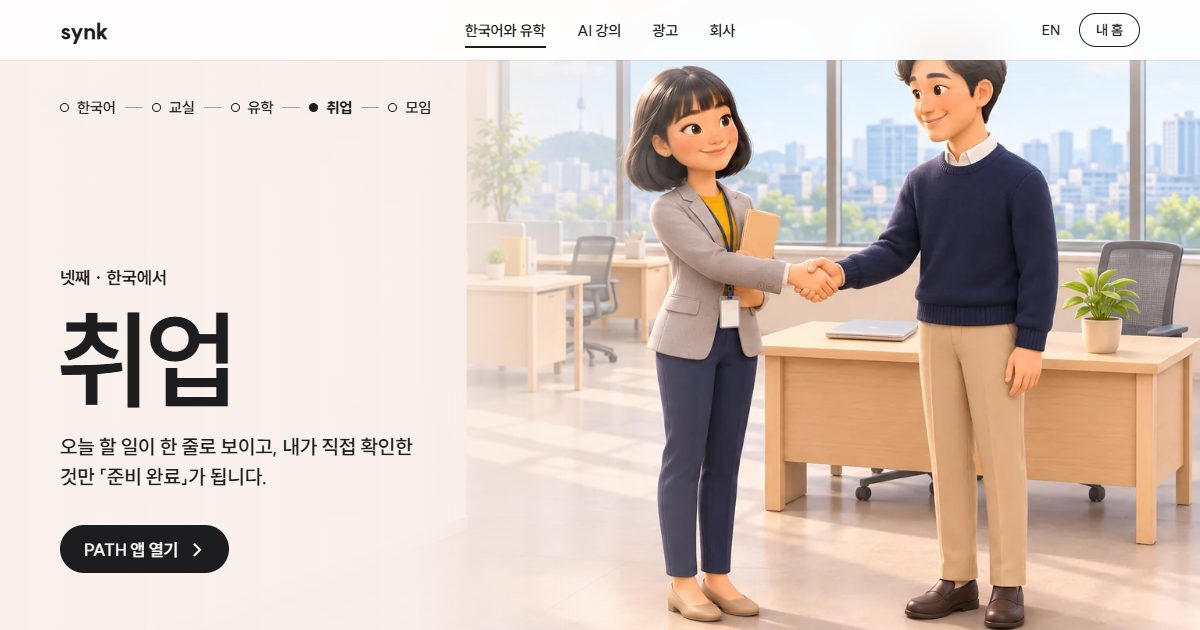 synk
한국어와 유학 AI 강의 광고 회사
EN 내 홈
한국어 교실 유학 취업 모임
넷째 · 한국에서
취업
오늘 할 일이 한 줄로 보이고, 내가 직접 확인한
것만 「준비 완료」가 됩니다.
PATH 앱 열기